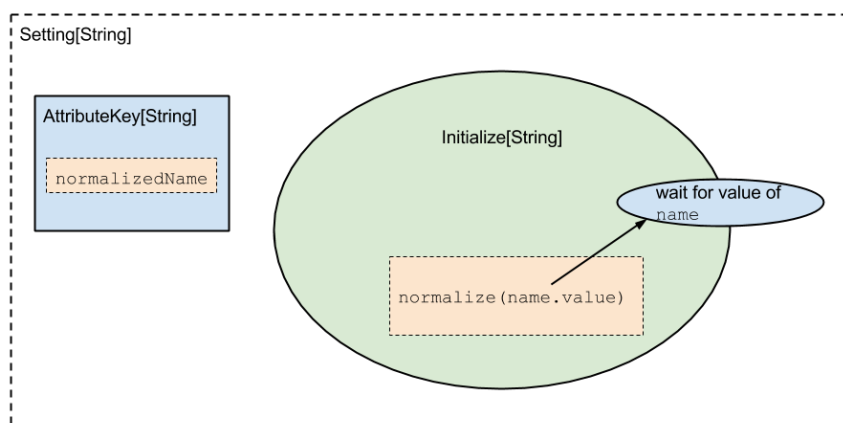 Setting[String]
AttributeKey[String]
normalizedName
Initialize[String]
wait for value of
name
normalize(name.value)